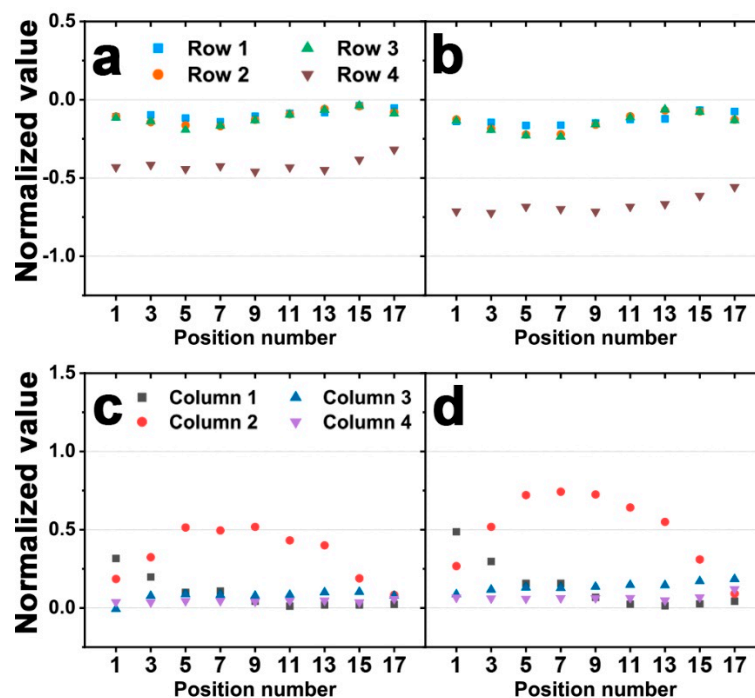 a
Row 1
Row 3
Row 2
Row 4
b
0.5
0.0
-0.5
-1.0
Normalized value
1 3 5 7 9 11 13 15 17
1 3 5 7 9 11 13 15 17
Position number
Position number
c
Column 1
Column 3
Column 2
Column 4
d
1.5
1.0
0.5
0.0
Normalized value
1 3 5 7 9 11 13 15 17
1 3 5 7 9 11 13 15 17
Position number
Position number